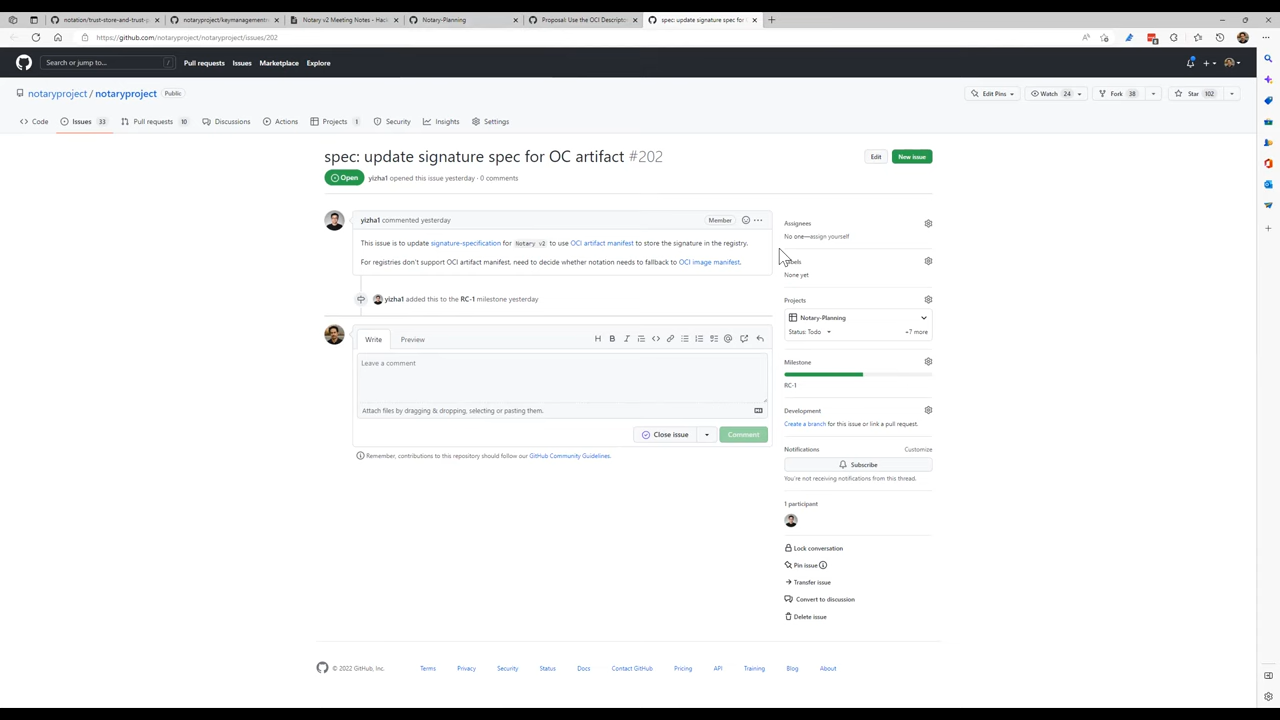 notation/trust-store-and-trust-p
notaryproject/keymanagements
Notary v2 Meeting Notes - Hac
Notary-Planning
Proposal: Use the OCI Descripto
spec: update signature spec for
https://github.com/notaryproject/notaryproject/issues/202
Search or jump to...
/
Pull requests
Issues
Marketplace
Explore
notaryproject / notaryproject
Public
Edit Pins
Watch 24
Fork 38
Star 102
Code
Issues 33
Pull requests 10
Discussions
Actions
Projects 1
Security
Insights
Settings
spec: update signature spec for OC artifact #202
Edit
New issue
Open
yizha1 opened this issue yesterday · 0 comments
yizha1 commented yesterday
Member
This issue is to update signature-specification for Notary v2 to use OCI artifact manifest to store the signature in the registry.
For registries don't support OCI artifact manifest, need to decide whether notation needs to fallback to OCI image manifest.
yizha1 added this to the RC-1 milestone yesterday
Write
Preview
Leave a comment
Attach files by dragging & dropping, selecting or pasting them.
Close issue
Comment
Remember, contributions to this repository should follow our GitHub Community Guidelines.
Assignees
No one—assign yourself
None yet
Projects
Notary-Planning
Status: Todo
+7 more
Milestone
RC-1
Development
Create a branch for this issue or link a pull request.
Notifications
Customize
Subscribe
You're not receiving notifications from this thread.
1 participant
Lock conversation
Pin issue
Transfer issue
Convert to discussion
Delete issue
© 2022 GitHub, Inc.
Terms
Privacy
Security
Status
Docs
Contact GitHub
Pricing
API
Training
Blog
About